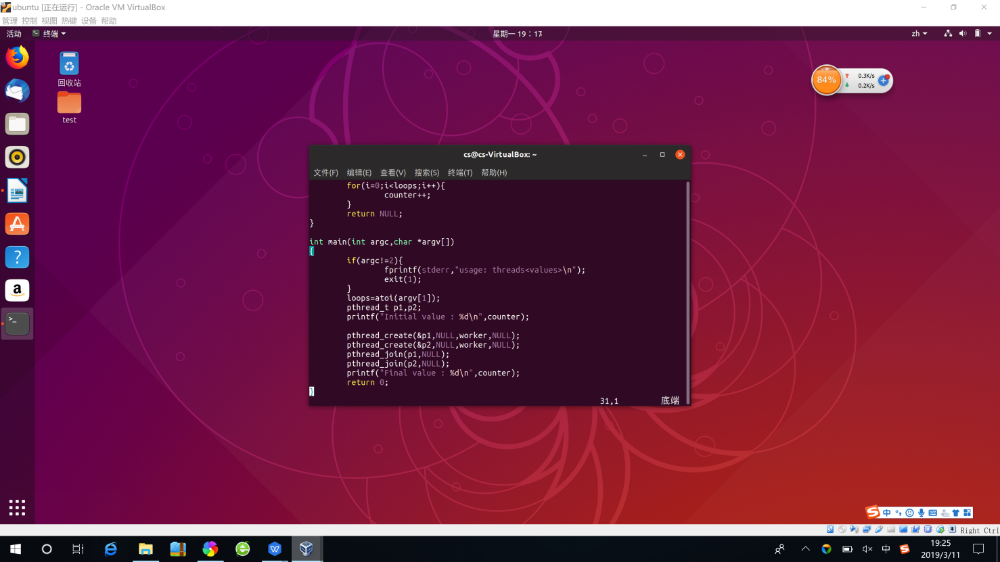 ubuntu [正在运行] - Oracle VM VirtualBox
管理 控制 视图 热键 设备 帮助
活动 终端 星期一 19：17 zh
回收站
test
84% 0.3K/s
0.2K/s
cs@cs-VirtualBox: ~
文件(F) 编辑(E) 查看(V) 搜索(S) 终端(T) 帮助(H)
for(i=0;i<loops;i++){
counter++;
}
return NULL;
}
int main(int argc,char *argv[])
{
if(argc!=2){
fprintf(stderr,"usage: threads<values>\n");
exit(1);
}
loops=atoi(argv[1]);
pthread_t p1,p2;
printf("Initial value : %d\n",counter);
pthread_create(&p1,NULL,worker,NULL);
pthread_create(&p2,NULL,worker,NULL);
pthread_join(p1,NULL);
pthread_join(p2,NULL);
printf("Final value : %d\n",counter);
return 0;
}
31,1 底端
中
Right Ctrl
中
19:25
2019/3/11